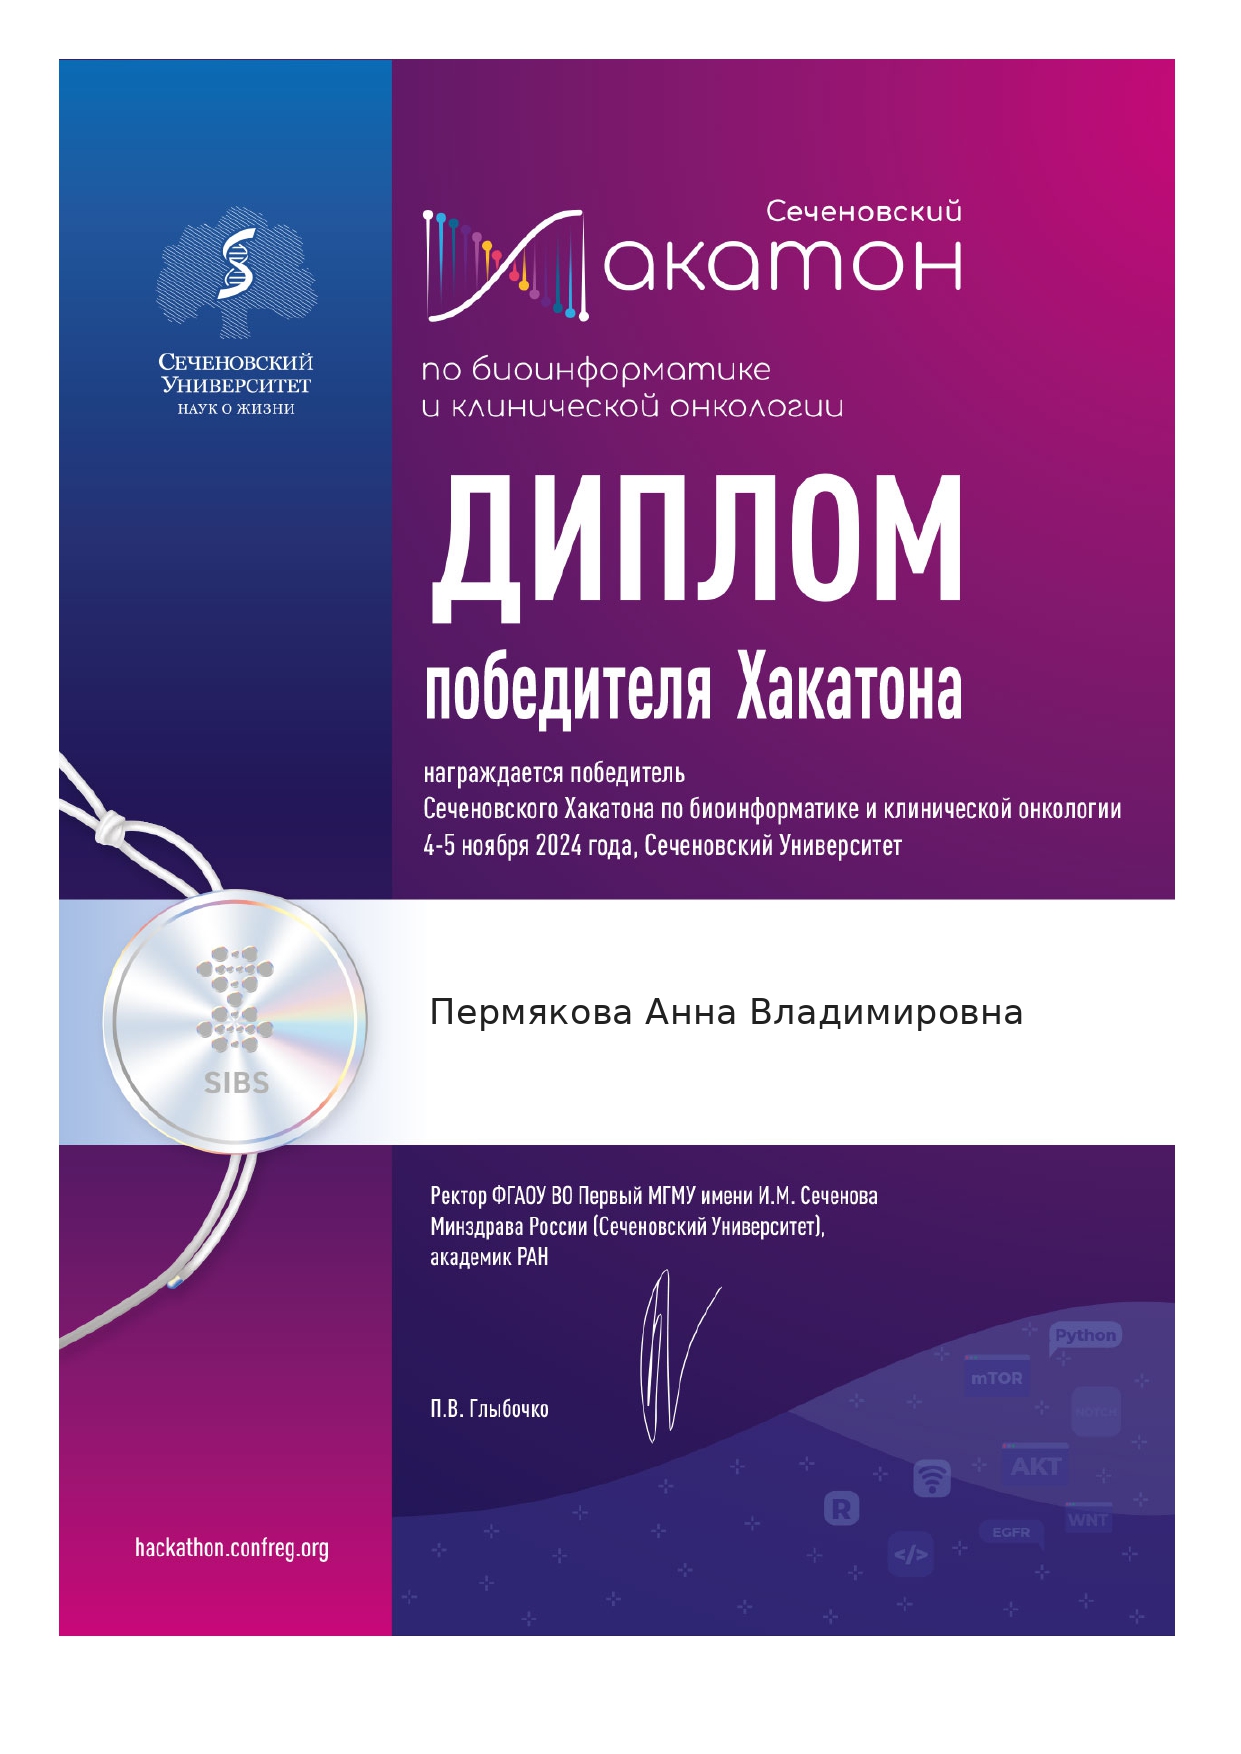 Сеченовский
Хакатон
по биоинформатике
и клинической онкологии
Сеченовский
Университет
наук о жизни
ДИПЛОМ
победителя Хакатона
награждается победитель
Сеченовского Хакатона по биоинформатике и клинической онкологии
4-5 ноября 2024 года, Сеченовский Университет
SIBS
Пермякова Анна Владимировна
Ректор ФГАОУ ВО Первый МГМУ имени И.М. Сеченова
Минздрава России (Сеченовский Университет),
академик РАН
П.В. Глыбочко
Python
mTOR
NOTCH
AKT
R
WNT
EGFR
</>
hackathon.confreg.org